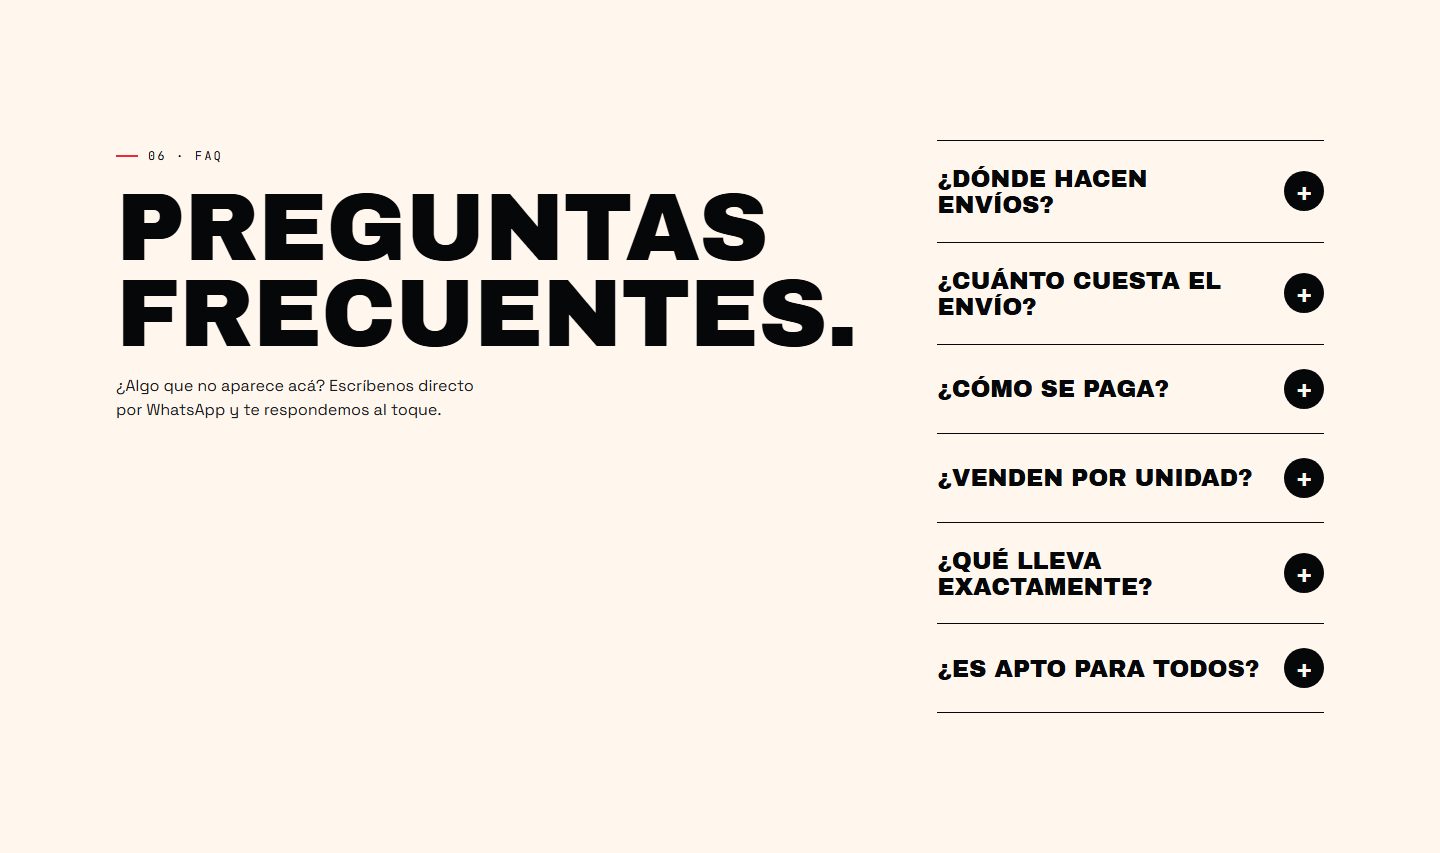 06 · FAQ
PREGUNTAS
FRECUENTES.
¿Algo que no aparece acá? Escríbenos directo
por WhatsApp y te respondemos al toque.
¿DÓNDE HACEN
ENVÍOS?
+
¿CUÁNTO CUESTA EL
ENVÍO?
+
¿CÓMO SE PAGA?
+
¿VENDEN POR UNIDAD?
+
¿QUÉ LLEVA
EXACTAMENTE?
+
¿ES APTO PARA TODOS?
+